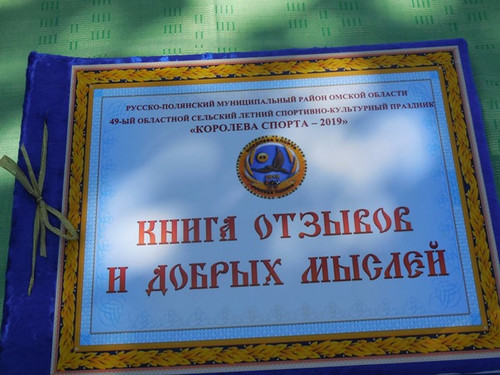 РУССКО-ПОЛЯНСКИЙ МУНИЦИПАЛЬНЫЙ РАЙОН ОМСКОЙ ОБЛАСТИ
49-ЫЙ ОБЛАСТНОЙ СЕЛЬСКИЙ ЛЕТНИЙ СПОРТИВНО-КУЛЬТУРНЫЙ ПРАЗДНИК
«КОРОЛЕВА СПОРТА – 2019»
КНИГА ОТЗЫВОВ
И ДОБРЫХ МЫСЛЕЙ